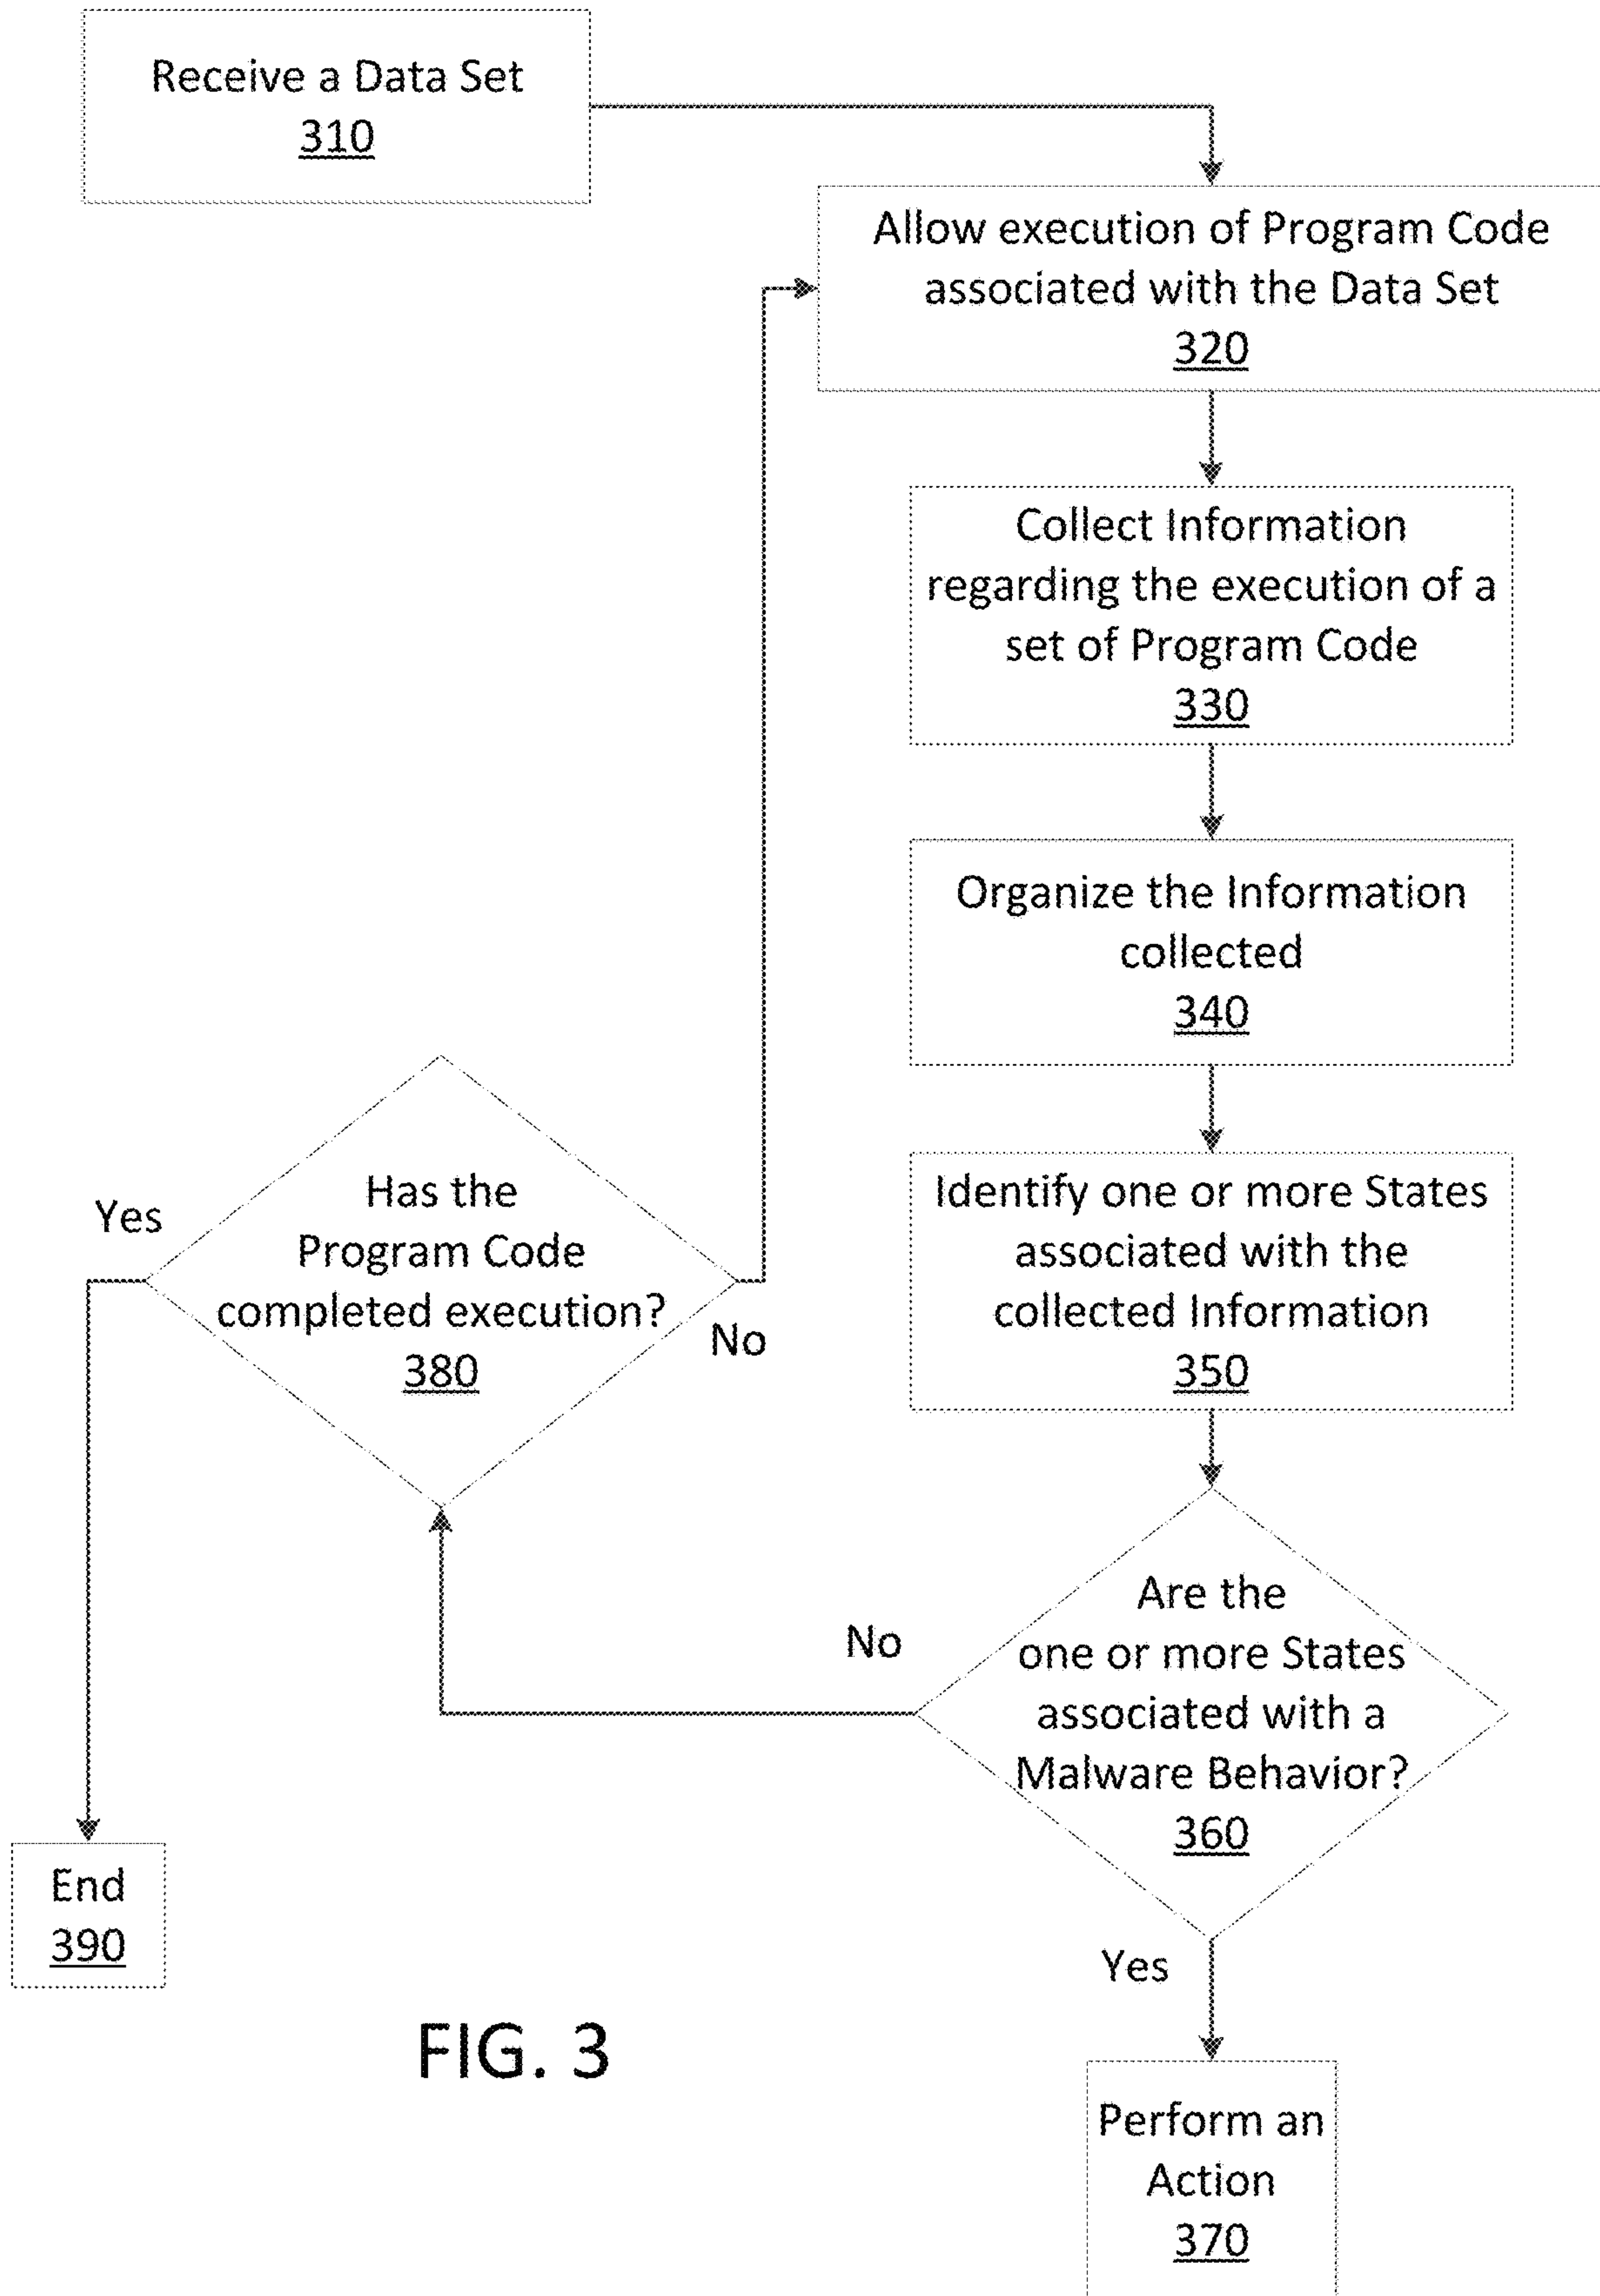 Receive a Data Set
310
Allow execution of Program Code
associated with the Data Set
320
Collect Information
regarding the execution of a
set of Program Code
330
Organize the Information
collected
340
Identify one or more States
associated with the
collected Information
350
Are the
one or more States
associated with a
Malware Behavior?
360
No
Yes
Perform an
Action
370
Has the
Program Code
completed execution?
380
Yes
No
End
390
FIG. 3